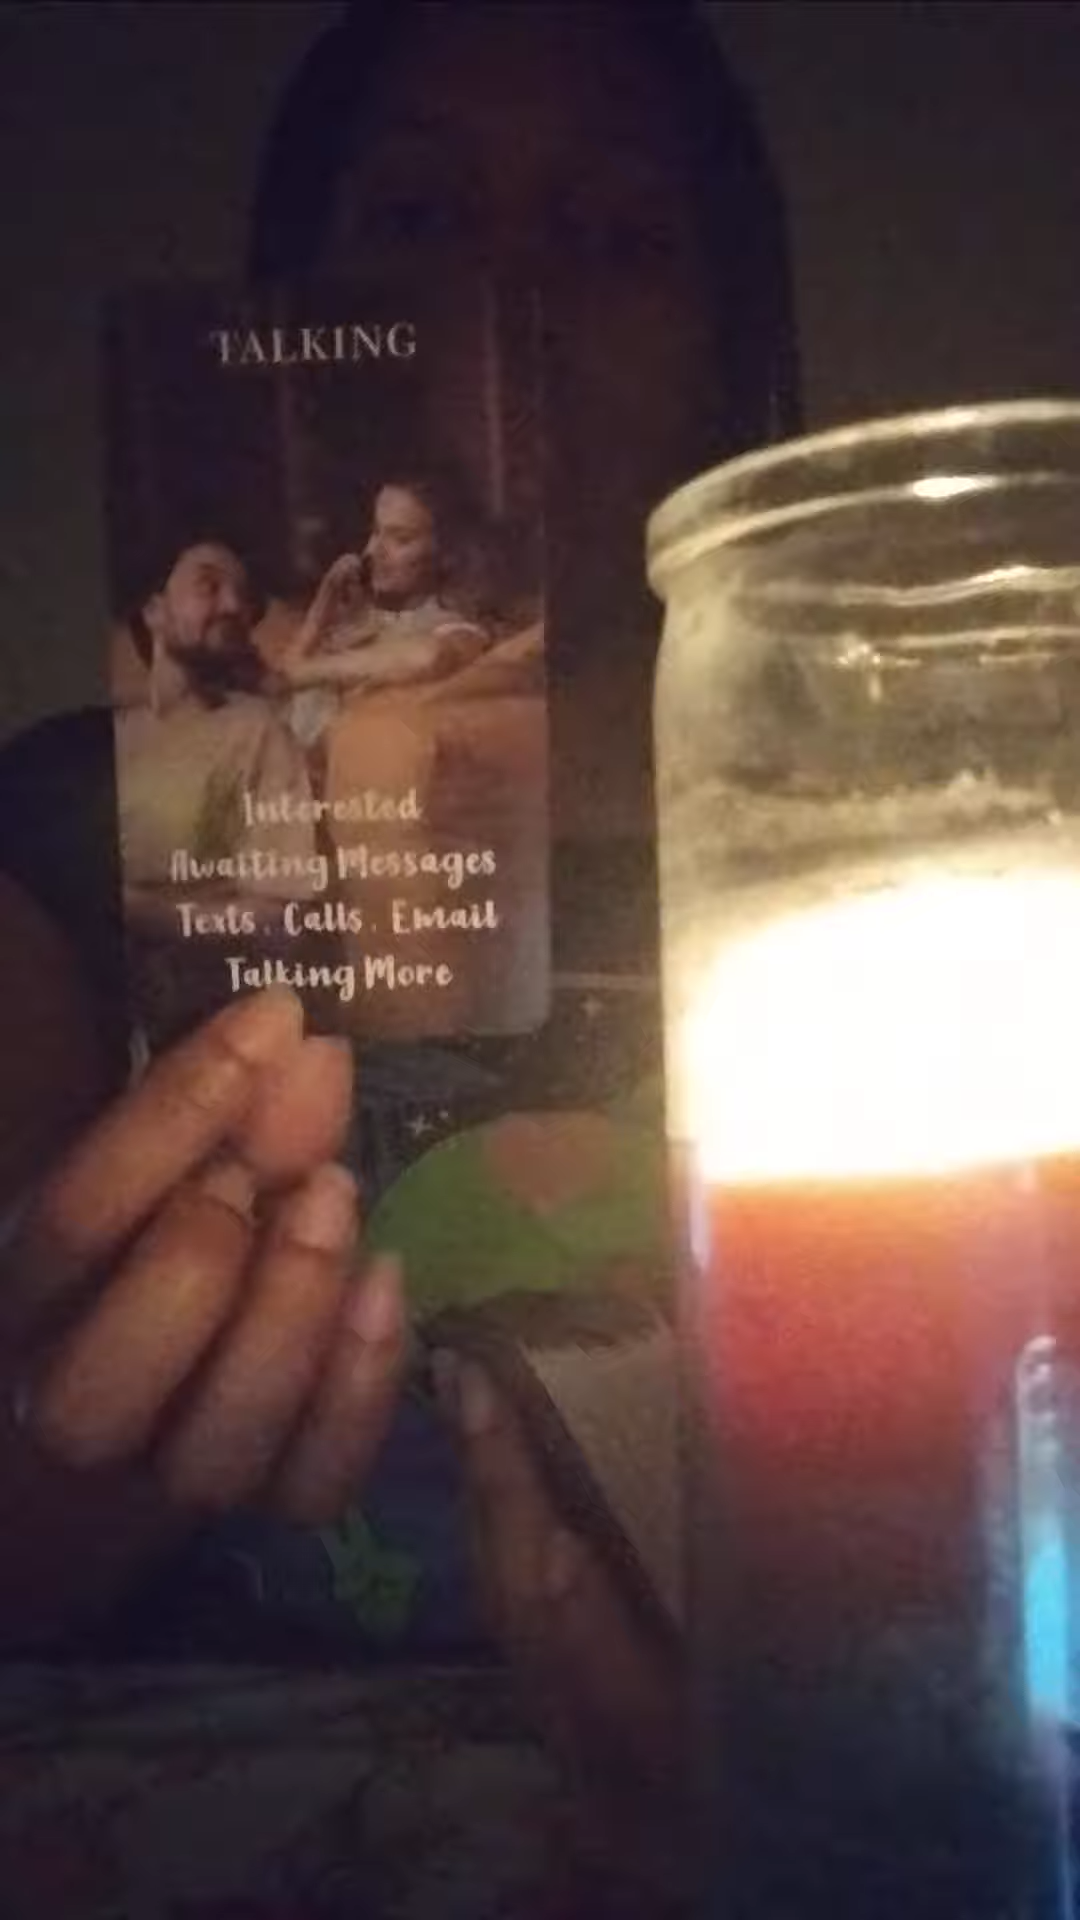 TALKING
Interested
Awaiting Messages
Texts . Calls . Email
Talking More